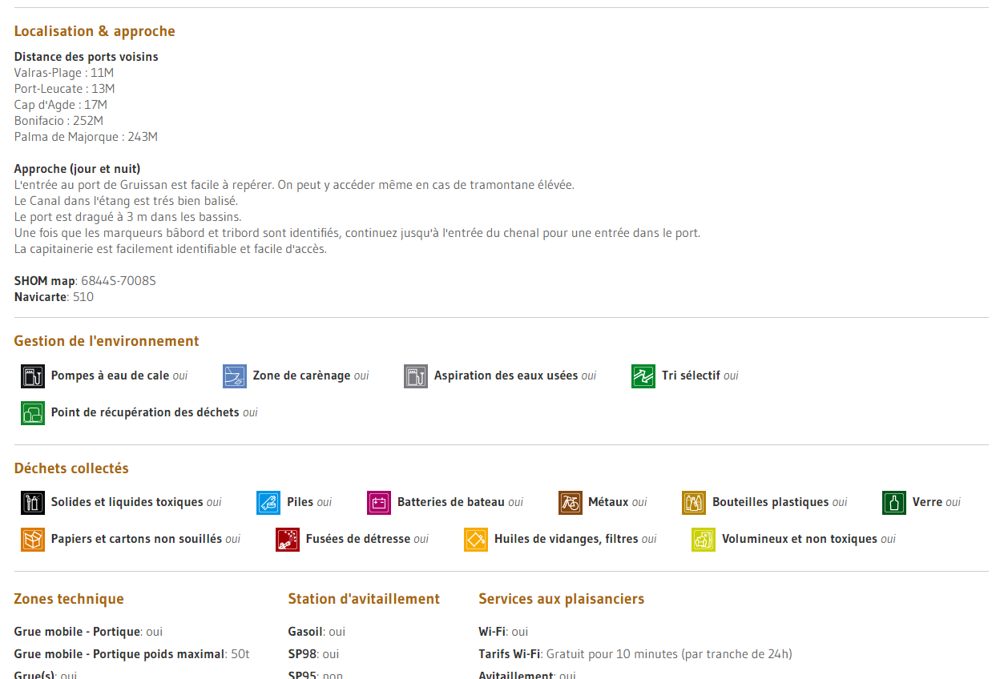 Localisation & approche
Distance des ports voisins
Valras-Plage : 11M
Port-Leucate : 13M
Cap d'Agde : 17M
Bonifacio : 252M
Palma de Majorque : 243M
Approche (jour et nuit)
L'entrée au port de Gruissan est facile à repérer. On peut y accéder même en cas de tramontane élévée.
Le Canal dans l'étang est trés bien balisé.
Le port est dragué à 3 m dans les bassins.
Une fois que les marqueurs bâbord et tribord sont identifiés, continuez jusqu'à l'entrée du chenal pour une entrée dans le port.
La capitainerie est facilement identifiable et facile d'accès.
SHOM map: 6844S-7008S
Navicarte: 510
Gestion de l'environnement
Pompes à eau de cale oui Zone de carènage oui Aspiration des eaux usées oui Tri sélectif oui
Point de récupération des déchets oui
Déchets collectés
Solides et liquides toxiques oui Piles oui Batteries de bateau oui Métaux oui Bouteilles plastiques oui Verre oui
Papiers et cartons non souillés oui Fusées de détresse oui Huiles de vidanges, filtres oui Volumineux et non toxiques oui
Zones technique Station d'avitaillement Services aux plaisanciers
Grue mobile - Portique: oui Gasoil: oui Wi-Fi: oui
Grue mobile - Portique poids maximal: 50t SP98: oui Tarifs Wi-Fi: Gratuit pour 10 minutes (par tranche de 24h)
Grue(s): oui SP95: non Avitaillement: oui